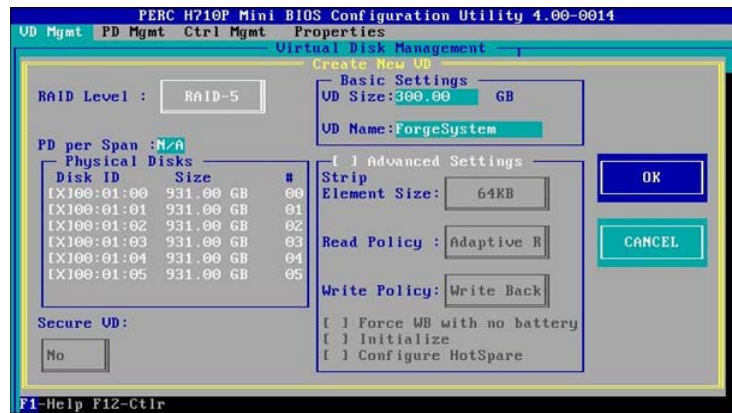 PERC H710P Mini BIOS Configuration Utility 4.00-0014
VD Mgmt PD Mgmt Ctrl Mgmt Properties
Virtual Disk Management
Create New VD
RAID Level : RAID-5
Basic Settings
VD Size:300.00 GB
VD Name:ForgeSystem
PD per Span :N/A
Physical Disks
Disk ID Size #
[X]00:01:00 931.00 GB 00
[X]00:01:01 931.00 GB 01
[X]00:01:02 931.00 GB 02
[X]00:01:03 931.00 GB 03
[X]00:01:04 931.00 GB 04
[X]00:01:05 931.00 GB 05
Secure VD:
No
[ ] Advanced Settings
Strip
Element Size: 64KB
Read Policy : Adaptive R
Write Policy: Write Back
[ ] Force WB with no battery
[ ] Initialize
[ ] Configure HotSpare
OK
CANCEL
F1-Help F12-Ctlr